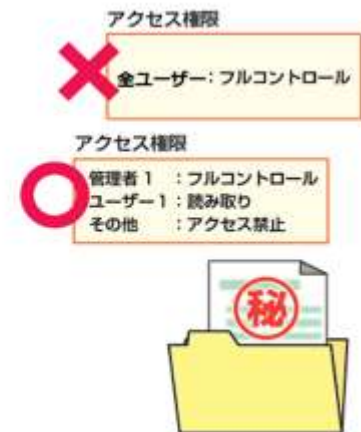 アクセス権限
全ユーザー：フルコントロール
アクセス権限
管理者1　：フルコントロール
ユーザー1：読み取り
その他　　：アクセス禁止
秘